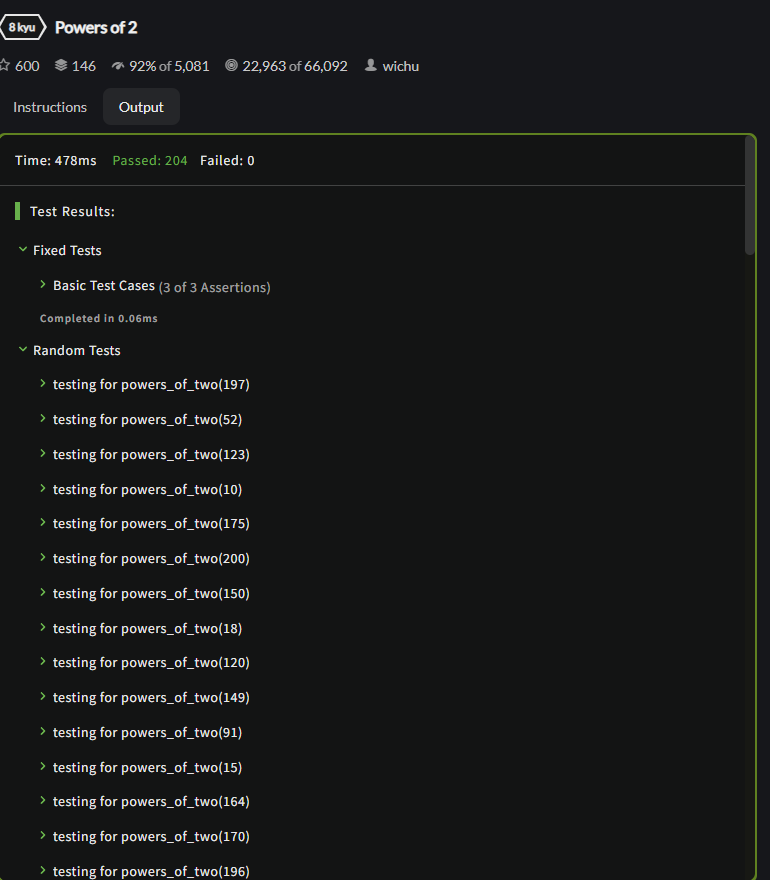 8 kyu Powers of 2
600 146 92% of 5,081 22,963 of 66,092 wichu
Instructions Output
Time: 478ms Passed: 204 Failed: 0
Test Results:
Fixed Tests
Basic Test Cases (3 of 3 Assertions)
Completed in 0.06ms
Random Tests
testing for powers_of_two(197)
testing for powers_of_two(52)
testing for powers_of_two(123)
testing for powers_of_two(10)
testing for powers_of_two(175)
testing for powers_of_two(200)
testing for powers_of_two(150)
testing for powers_of_two(18)
testing for powers_of_two(120)
testing for powers_of_two(149)
testing for powers_of_two(91)
testing for powers_of_two(15)
testing for powers_of_two(164)
testing for powers_of_two(170)
testing for powers_of_two(196)